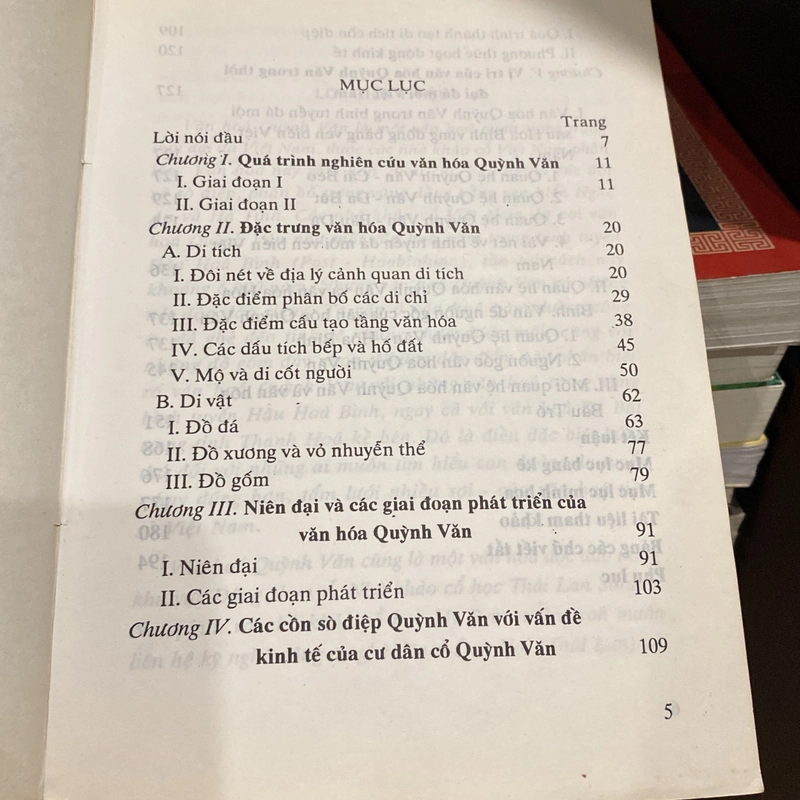 MỤC LỤC
Trang
Lời nói đầu 7
Chương I. Quá trình nghiên cứu văn hóa Quỳnh Văn 11
I. Giai đoạn I 11
II. Giai đoạn II
Chương II. Đặc trưng văn hóa Quỳnh Văn 20
A. Di tích 20
I. Đôi nét về địa lý cảnh quan di tích 20
II. Đặc điểm phân bố các di chỉ 29
III. Đặc điểm cấu tạo tầng văn hóa 38
IV. Các dấu tích bếp và hố đất 45
V. Mộ và di cốt người 50
B. Di vật 62
I. Đồ đá 63
II. Đồ xương và vỏ nhuyễn thể 77
III. Đồ gốm 79
Chương III. Niên đại và các giai đoạn phát triển của
văn hóa Quỳnh Văn 91
I. Niên đại 91
II. Các giai đoạn phát triển 103
Chương IV. Các cồn sò điệp Quỳnh Văn với vấn đề
kinh tế của cư dân cổ Quỳnh Văn 109
5